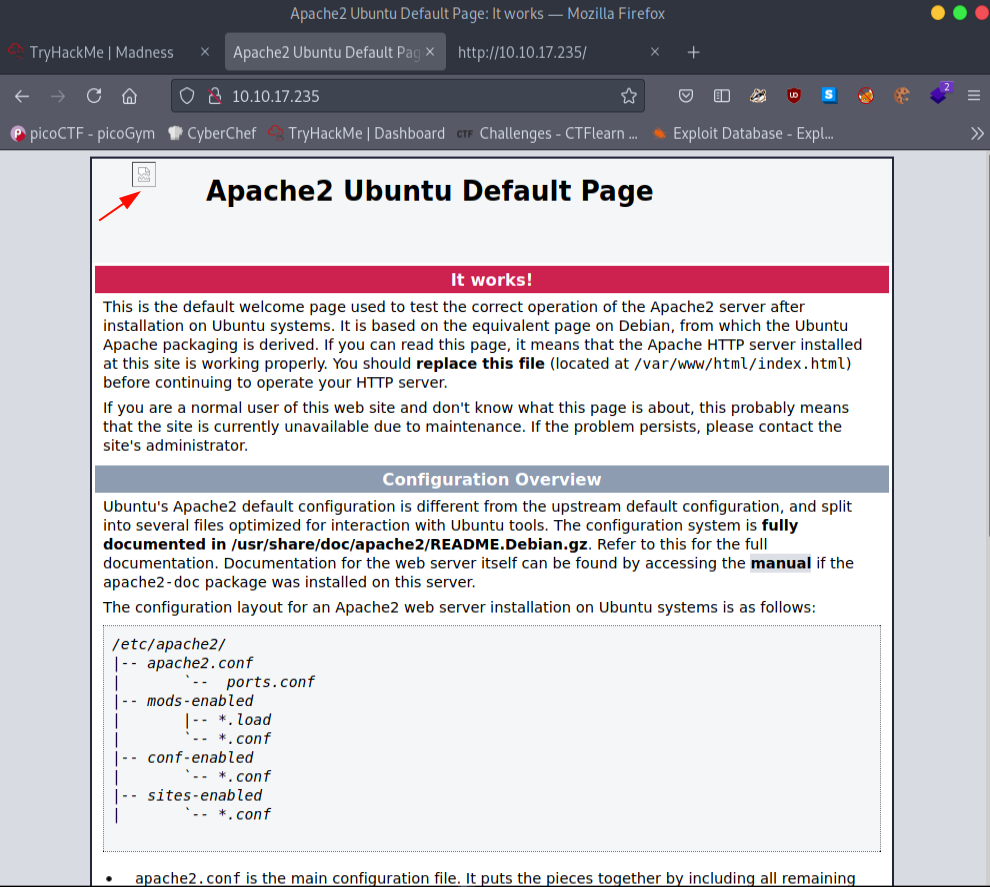 Apache2 Ubuntu Default Page: It works — Mozilla Firefox
TryHackMe | Madness
Apache2 Ubuntu Default Pag
http://10.10.17.235/
10.10.17.235
2
picoCTF - picoGym
CyberChef
TryHackMe | Dashboard
CTF
Challenges - CTFlearn ...
Exploit Database - Expl...
Apache2 Ubuntu Default Page
It works!
This is the default welcome page used to test the correct operation of the Apache2 server after
installation on Ubuntu systems. It is based on the equivalent page on Debian, from which the Ubuntu
Apache packaging is derived. If you can read this page, it means that the Apache HTTP server installed
at this site is working properly. You should replace this file (located at /var/www/html/index.html)
before continuing to operate your HTTP server.
If you are a normal user of this web site and don't know what this page is about, this probably means
that the site is currently unavailable due to maintenance. If the problem persists, please contact the
site's administrator.
Configuration Overview
Ubuntu's Apache2 default configuration is different from the upstream default configuration, and split
into several files optimized for interaction with Ubuntu tools. The configuration system is fully
documented in /usr/share/doc/apache2/README.Debian.gz. Refer to this for the full
documentation. Documentation for the web server itself can be found by accessing the manual if the
apache2-doc package was installed on this server.
The configuration layout for an Apache2 web server installation on Ubuntu systems is as follows:
/etc/apache2/
|-- apache2.conf
|       `--  ports.conf
|-- mods-enabled
|       |-- *.load
|       `-- *.conf
|-- conf-enabled
|       `-- *.conf
|-- sites-enabled
|       `-- *.conf
• apache2.conf is the main configuration file. It puts the pieces together by including all remaining